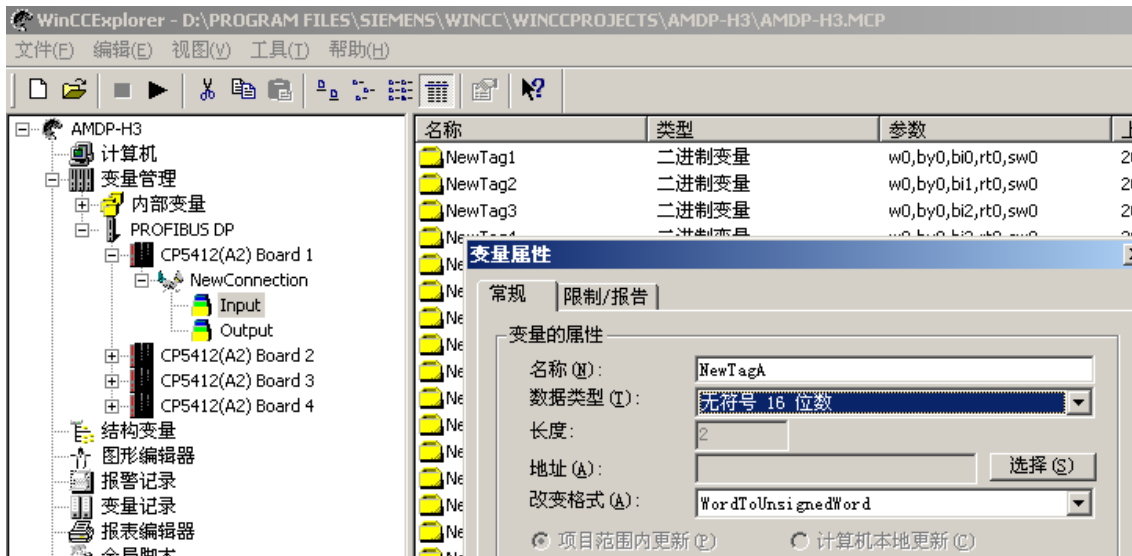 WinCCExplorer - D:\PROGRAM FILES\SIEMENS\WINCC\WINCCPROJECTS\AMDP-H3\AMDP-H3.MCP
文件(F) 编辑(E) 视图(V) 工具(T) 帮助(H)
AMDP-H3
计算机
变量管理
内部变量
PROFIBUS DP
CP5412(A2) Board 1
NewConnection
Input
Output
CP5412(A2) Board 2
CP5412(A2) Board 3
CP5412(A2) Board 4
结构变量
图形编辑器
报警记录
变量记录
报表编辑器
全局脚本
名称 类型 参数
NewTag1 二进制变量 w0,by0,bi0,rt0,sw0
NewTag2 二进制变量 w0,by0,bi1,rt0,sw0
NewTag3 二进制变量 w0,by0,bi2,rt0,sw0
变量属性
常规 限制/报告
变量的属性
名称(N): NewTagA
数据类型(T): 无符号 16 位数
长度: 2
地址(A): 选择(S)
改变格式(A): WordToUnsignedWord
项目范围内更新(P) 计算机本地更新(C)